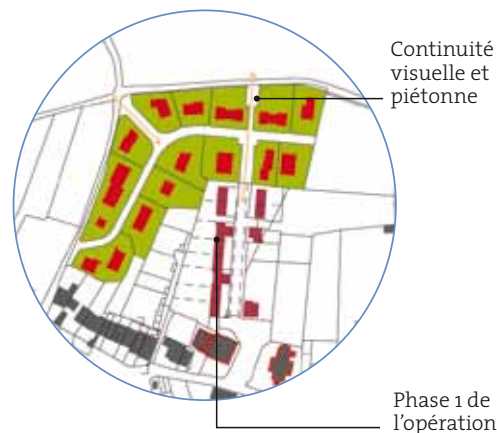 Continuité
visuelle et
piétonne
Phase 1 de
l'opération